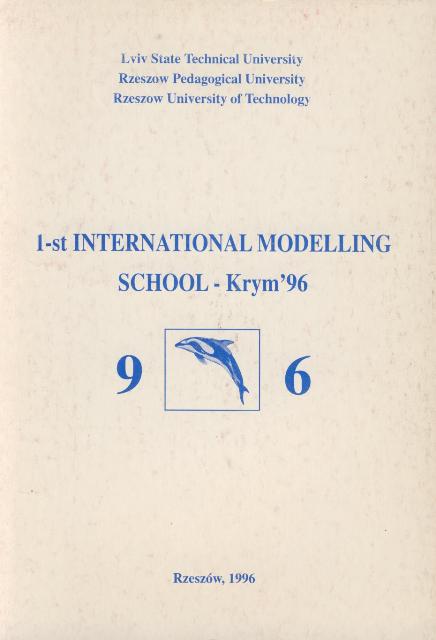 Lviv State Technical University
Rzeszow Pedagogical University
Rzeszow University of Technology
1-st INTERNATIONAL MODELLING
SCHOOL - Krym'96
9 6
Rzeszów, 1996